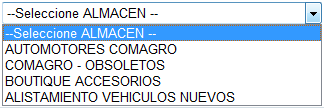 --Seleccione ALMACEN --
--Seleccione ALMACEN --
AUTOMOTORES COMAGRO
COMAGRO - OBSOLETOS
BOUTIQUE ACCESORIOS
ALISTAMIENTO VEHICULOS NUEVOS